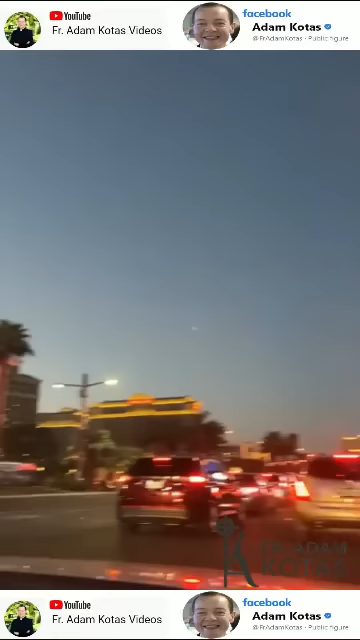 YouTube
Fr. Adam Kotas Videos
facebook
Adam Kotas
@FrAdamKotas · Public figure
FR. ADAM
KOTAS
YouTube
Fr. Adam Kotas Videos
facebook
Adam Kotas
@FrAdamKotas · Public figure